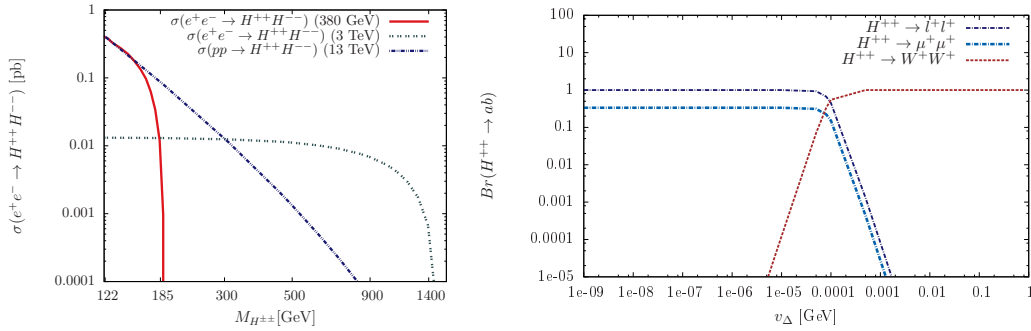 σ(e⁺e⁻ → H⁺⁺H⁻⁻) (380 GeV)
σ(e⁺e⁻ → H⁺⁺H⁻⁻) (3 TeV)
σ(pp → H⁺⁺H⁻⁻) (13 TeV)
σ(e⁺e⁻ → H⁺⁺H⁻⁻) [pb]
1
0.1
0.01
0.001
0.0001
122 185 300 500 900 1400
M_{H^{±±}}[GeV]
H⁺⁺ → l⁺l⁺
H⁺⁺ → μ⁺μ⁺
H⁺⁺ → W⁺W⁺
Br(H⁺⁺ → ab)
100
10
1
0.1
0.01
0.001
0.0001
1e-05
1e-09 1e-08 1e-07 1e-06 1e-05 0.0001 0.001 0.01 0.1 1
v_Δ [GeV]